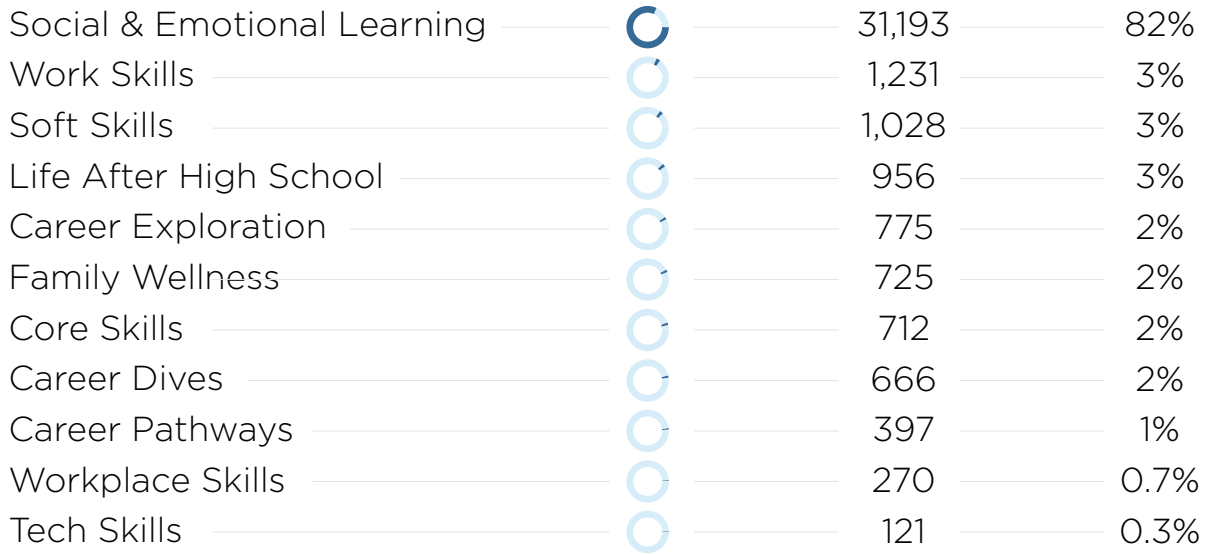 Social & Emotional Learning 31,193 82%
Work Skills 1,231 3%
Soft Skills 1,028 3%
Life After High School 956 3%
Career Exploration 775 2%
Family Wellness 725 2%
Core Skills 712 2%
Career Dives 666 2%
Career Pathways 397 1%
Workplace Skills 270 0.7%
Tech Skills 121 0.3%